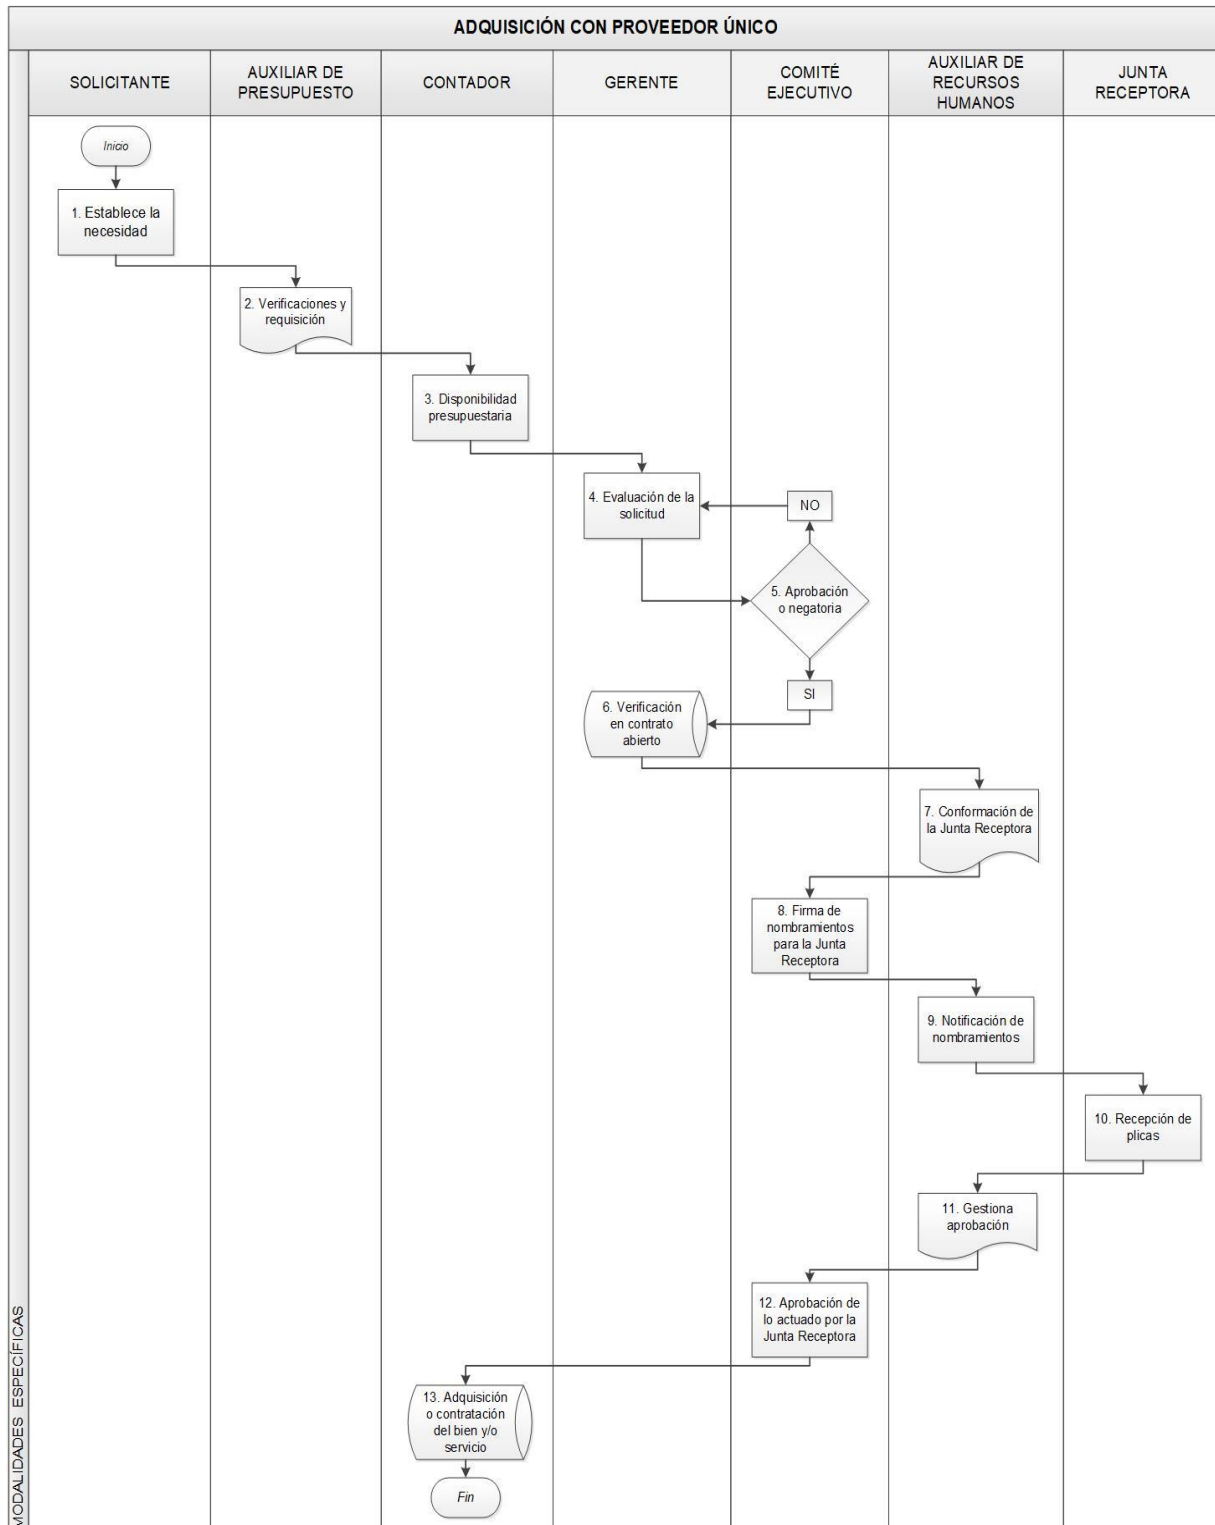 ADQUISICIÓN CON PROVEEDOR ÚNICO
SOLICITANTE
AUXILIAR DE
PRESUPUESTO
CONTADOR
GERENTE
COMITÉ
EJECUTIVO
AUXILIAR DE
RECURSOS
HUMANOS
JUNTA
RECEPTORA
Inicio
1. Establece la
necesidad
2. Verificaciones y
requisición
3. Disponibilidad
presupuestaria
4. Evaluación de la
solicitud
NO
5. Aprobación
o negatoria
SI
6. Verificación
en contrato
abierto
7. Conformación de
la Junta Receptora
8. Firma de
nombramientos
para la Junta
Receptora
9. Notificación de
nombramientos
10. Recepción de
plicas
11. Gestiona
aprobación
12. Aprobación de
lo actuado por la
Junta Receptora
13. Adquisición
o contratación
del bien y/o
servicio
Fin
MODALIDADES ESPECÍFICAS